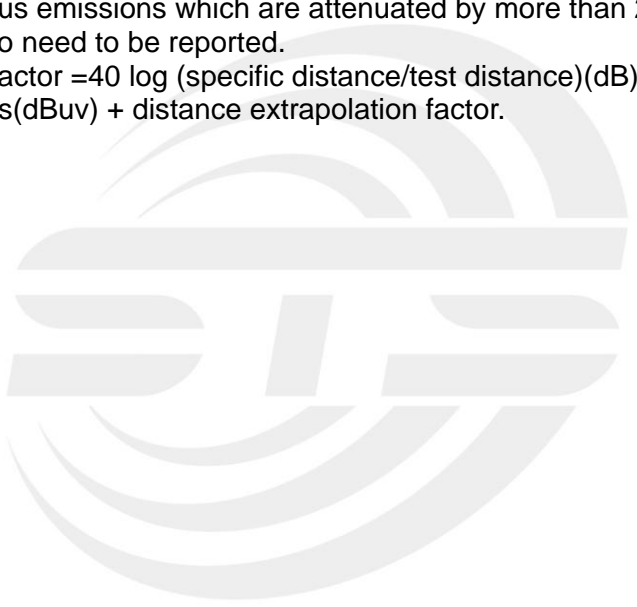 us emissions which are attenuated by more than
o need to be reported.
actor =40 log (specific distance/test distance)(dB)
s(dBuv) + distance extrapolation factor.
STS